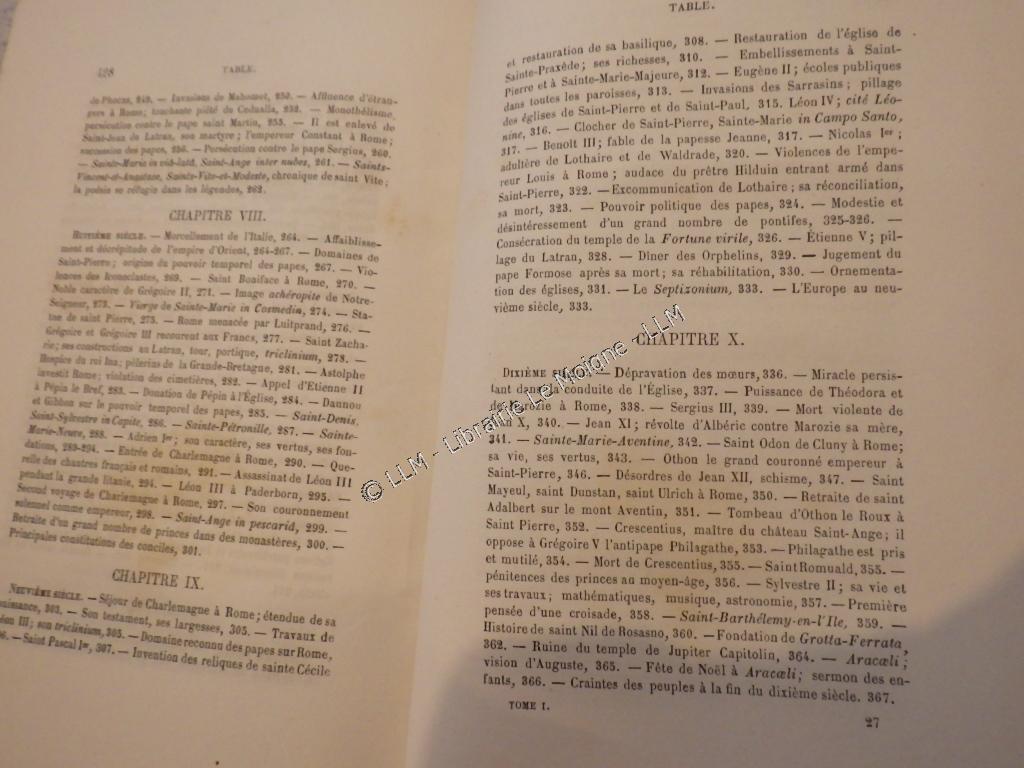 428 TABLE.
de Phocas, 249. — Invasions de Mahomet, 250. — Affluence d'étran-
gers à Rome; touchante piété du Cedualla, 252. — Monothélisme,
persécution contre le pape saint Martin, 255. — Il est enlevé de
Saint-Jean de Latran, son martyre; l'empereur Constant à Rome;
succession des papes, 256. — Persécution contre le pape Sergius, 260.
— Sainte-Marie in via-latâ, Saint-Ange inter nubes, 261. — Saints-
Vincent-et-Anastase, Saints-Vite-et-Modeste, chronique de saint Vite;
la poésie se réfugie dans les légendes, 262.
CHAPITRE VIII.
HUITIÈME SIÈCLE. — Morcellement de l'Italie, 264. — Affaiblisse-
ment et décrépitude de l'empire d'Orient, 264-267. — Domaines de
Saint-Pierre; origine du pouvoir temporel des papes, 267. — Vio-
lences des Iconoclastes, 269. — Saint Boniface à Rome, 270. —
Noble caractère de Grégoire II, 271. — Image achéropite de Notre-
Seigneur, 273. — Vierge de Sainte-Marie in Cosmedin, 274. — Sta-
tue de saint Pierre, 275. — Rome menacée par Luitprand, 276. —
Grégoire et Grégoire III recourent aux Francs, 277. — Saint Zacha-
rie; ses constructions au Latran, tour, portique, triclinium, 278. —
Hospice du roi Ina; pèlerins de la Grande-Bretagne, 281. — Astolphe
investit Rome; violation des cimetières, 282. — Appel d'Etienne II
à Pépin le Bref, 283. — Donation de Pépin à l'Église, 284. — Daunou
et Gibbon sur le pouvoir temporel des papes, 285. — Saint-Denis.
Saint-Sylvestre in Capite, 286. — Sainte-Pétronille, 287. — Sainte-
Marie-Neuve, 288. — Adrien Ier; son caractère, ses vertus, ses fon-
dations, 289-294. — Entrée de Charlemagne à Rome, 290. — Que-
relle des chantres français et romains, 291. — Assassinat de Léon III
pendant la grande litanie, 294. — Léon III à Paderborn, 295. —
Second voyage de Charlemagne à Rome, 297. — Son couronnement
solennel comme empereur, 298. — Saint-Ange in pescariâ, 299. —
Retraite d'un grand nombre de princes dans des monastères, 300. —
Principales constitutions des conciles, 301.
CHAPITRE IX.
NEUVIÈME SIÈCLE. — Séjour de Charlemagne à Rome; étendue de sa
puissance, 303. — Son testament, ses largesses, 305. — Travaux de
Léon III; son triclinium, 305. — Domaine reconnu des papes sur Rome,
— Saint Pascal Ier, 307. — Invention des reliques de sainte Cécile
TABLE.
et restauration de sa basilique, 308. — Restauration de l'église de
Sainte-Praxède; ses richesses, 310. — Embellissements à Saint-
Pierre et à Sainte-Marie-Majeure, 312. — Eugène II; écoles publiques
dans toutes les paroisses, 313. — Invasions des Sarrasins; pillage
des églises de Saint-Pierre et de Saint-Paul, 315. Léon IV; cité Léo-
nine, 316. — Clocher de Saint-Pierre, Sainte-Marie in Campo Santo,
317. — Benoît III; fable de la papesse Jeanne, 317. — Nicolas Ier;
adultère de Lothaire et de Waldrade, 320. — Violences de l'empe-
reur Louis à Rome; audace du prêtre Hilduin entrant armé dans
Saint-Pierre, 322. —Excommunication de Lothaire; sa réconciliation,
sa mort, 323. — Pouvoir politique des papes, 324. — Modestie et
désintéressement d'un grand nombre de pontifes, 325-326. —
Consécration du temple de la Fortune virile, 326. — Étienne V; pil-
lage du Latran, 328. — Dîner des Orphelins, 329. — Jugement du
pape Formose après sa mort; sa réhabilitation, 330. — Ornementa-
tion des églises, 331. — Le Septizonium, 333. — L'Europe au neu-
vième siècle, 333.
CHAPITRE X.
DIXIÈME — Dépravation des mœurs, 336. — Miracle persis-
tant dans la conduite de l'Église, 337. — Puissance de Théodora et
de Marozie à Rome, 338. — Sergius III, 339. — Mort violente de
Jean X, 340. — Jean XI; révolte d'Albéric contre Marozie sa mère,
341. — Sainte-Marie-Aventine, 342. — Saint Odon de Cluny à Rome;
sa vie, ses vertus, 343. — Othon le grand couronné empereur à
Saint-Pierre, 346. — Désordres de Jean XII, schisme, 347. — Saint
Mayeul, saint Dunstan, saint Ulrich à Rome, 350. — Retraite de saint
Adalbert sur le mont Aventin, 351. — Tombeau d'Othon le Roux à
Saint Pierre, 352. — Crescentius, maître du château Saint-Ange; il
oppose à Grégoire V l'antipape Philagathe, 353. — Philagathe est pris
et mutilé, 354. — Mort de Crescentius, 355. — Saint Romuald, 355. —
pénitences des princes au moyen-âge, 356. — Sylvestre II; sa vie et
ses travaux; mathématiques, musique, astronomie, 357. — Première
pensée d'une croisade, 358. — Saint-Barthélemy-en-l'Ile, 359. —
Histoire de saint Nil de Rosasno, 360. — Fondation de Grotta-Ferrata,
362. — Ruine du temple de Jupiter Capitolin, 364. — Aracœli;
vision d'Auguste, 365. — Fête de Noël à Aracœli; sermon des en-
fants, 366. — Craintes des peuples à la fin du dixième siècle. 367.
TOME I. 27
© LLM - Librairie Le Moigne - LLM